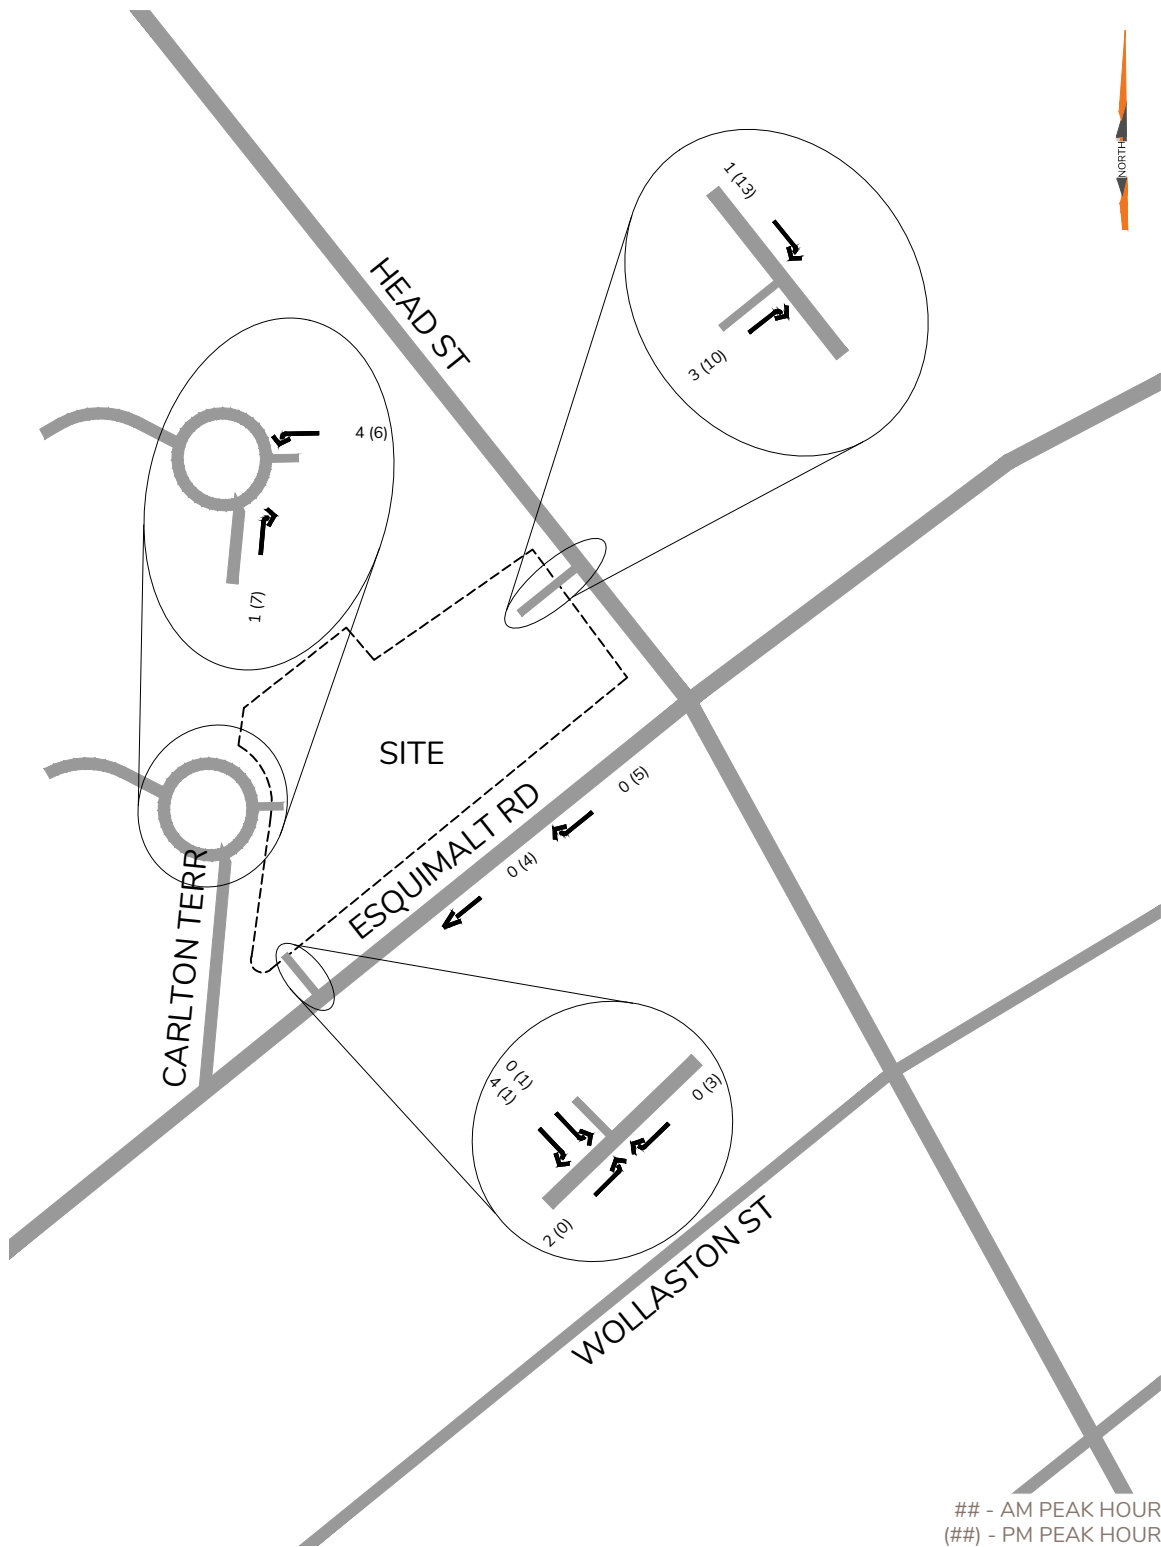 NORTH
1 (13)
HEAD ST
3 (10)
4 (6)
1 (7)
SITE
0 (5)
ESQUIMALT RD
0 (4)
CARLTON TERR
0 (1)
4 (1)
0 (3)
2 (0)
WOLLASTON ST
## - AM PEAK HOUR
(##) - PM PEAK HOUR